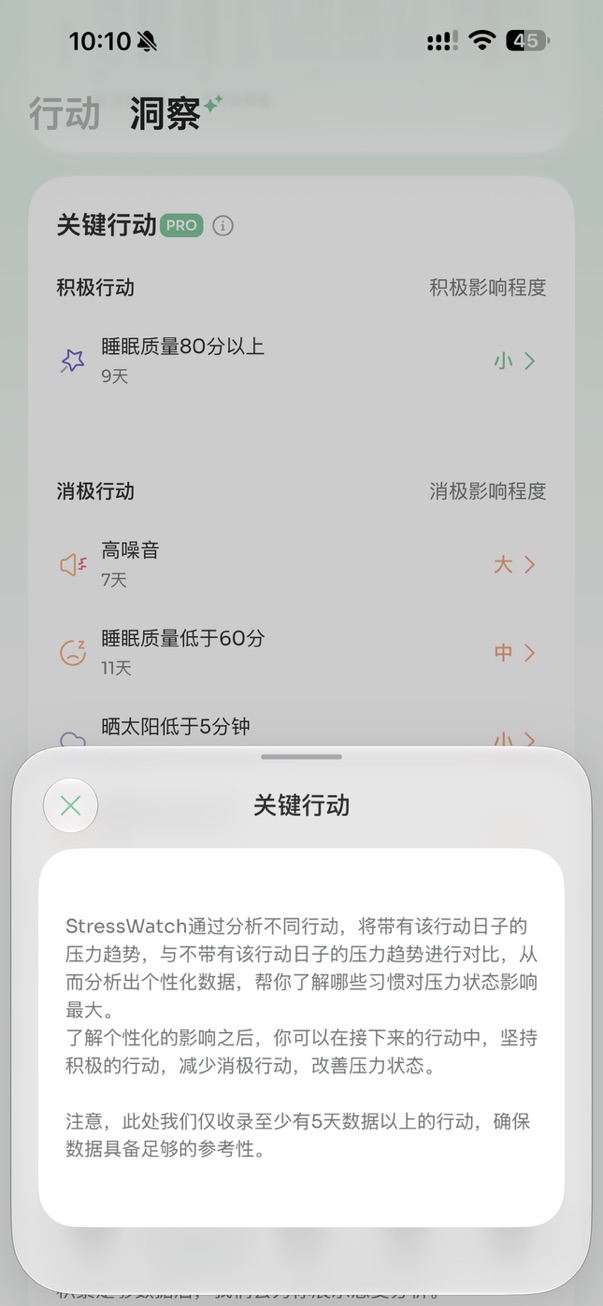 10:10
45
行动 洞察
关键行动 PRO
积极行动 积极影响程度
睡眠质量80分以上
9天
小
消极行动 消极影响程度
高噪音
7天
大
睡眠质量低于60分
11天
中
晒太阳低于5分钟
小
关键行动
StressWatch通过分析不同行动，将带有该行动日子的
压力趋势，与不带有该行动日子的压力趋势进行对比，从
而分析出个性化数据，帮你了解哪些习惯对压力状态影响
最大。
了解个性化的影响之后，你可以在接下来的行动中，坚持
积极的行动，减少消极行动，改善压力状态。
注意，此处我们仅收录至少有5天数据以上的行动，确保
数据具备足够的参考性。